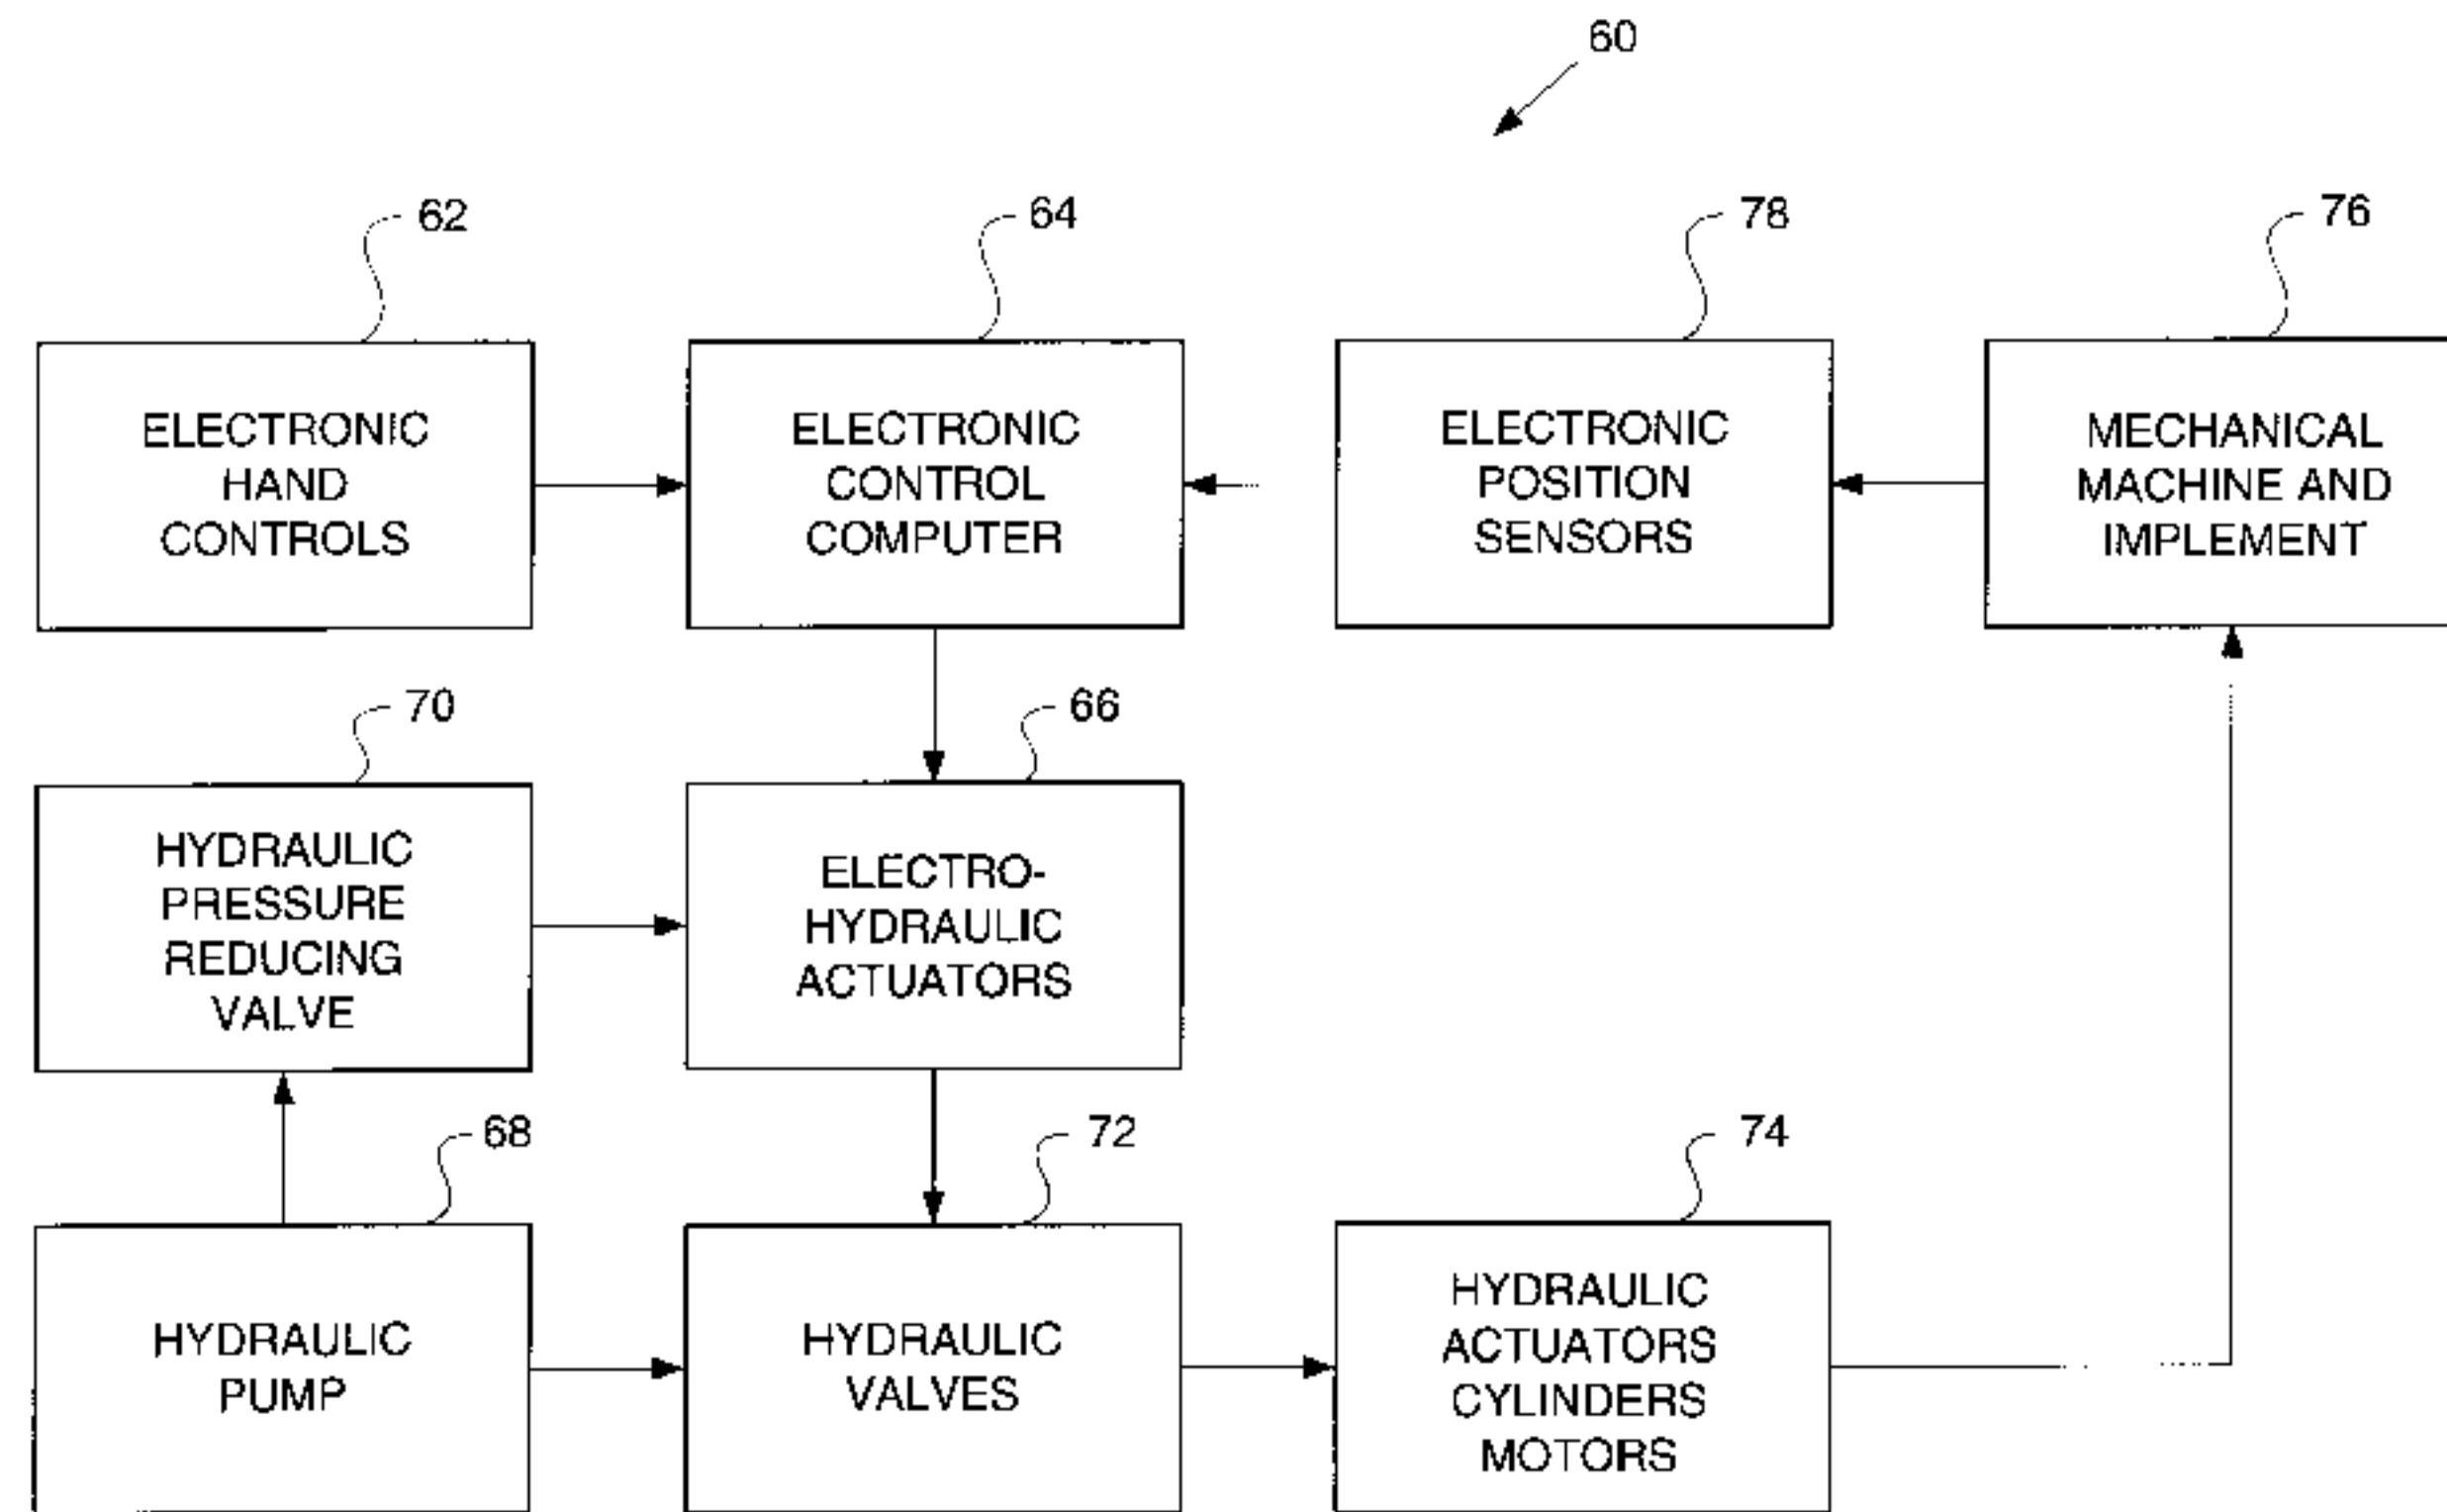 60
62
64
78
76
ELECTRONIC
HAND
CONTROLS
ELECTRONIC
CONTROL
COMPUTER
ELECTRONIC
POSITION
SENSORS
MECHANICAL
MACHINE AND
IMPLEMENT
70
66
HYDRAULIC
PRESSURE
REDUCING
VALVE
ELECTRO-
HYDRAULIC
ACTUATORS
68
72
74
HYDRAULIC
PUMP
HYDRAULIC
VALVES
HYDRAULIC
ACTUATORS
CYLINDERS
MOTORS